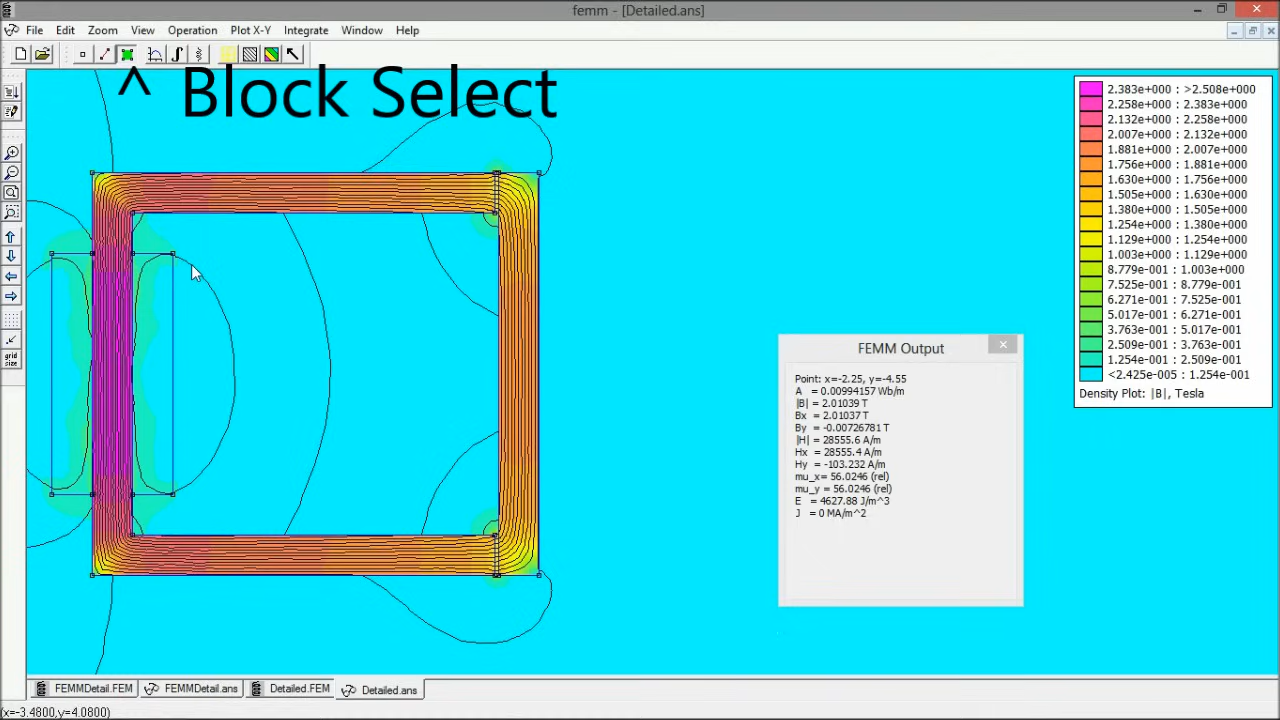 femm - [Detailed.ans]
File Edit Zoom View Operation Plot X-Y Integrate Window Help
^ Block Select
2.383e+000 : >2.508e+000
2.258e+000 : 2.383e+000
2.132e+000 : 2.258e+000
2.007e+000 : 2.132e+000
1.881e+000 : 2.007e+000
1.756e+000 : 1.881e+000
1.630e+000 : 1.756e+000
1.505e+000 : 1.630e+000
1.380e+000 : 1.505e+000
1.254e+000 : 1.380e+000
1.129e+000 : 1.254e+000
1.003e+000 : 1.129e+000
8.779e-001 : 1.003e+000
7.525e-001 : 8.779e-001
6.271e-001 : 7.525e-001
5.017e-001 : 6.271e-001
3.763e-001 : 5.017e-001
2.509e-001 : 3.763e-001
1.254e-001 : 2.509e-001
<2.425e-005 : 1.254e-001
Density Plot: |B|, Tesla
grid
size
FEMM Output
Point: x=-2.25, y=-4.55
A = 0.00994157 Wb/m
|B| = 2.01039 T
Bx = 2.01037 T
By = -0.00726781 T
|H| = 28555.6 A/m
Hx = 28555.4 A/m
Hy = -103.232 A/m
mu_x= 56.0246 (rel)
mu_y = 56.0246 (rel)
E = 4627.88 J/m^3
J = 0 MA/m^2
FEMMDetail.FEM FEMMDetail.ans Detailed.FEM Detailed.ans
(x=-3.4800,y=4.0800)